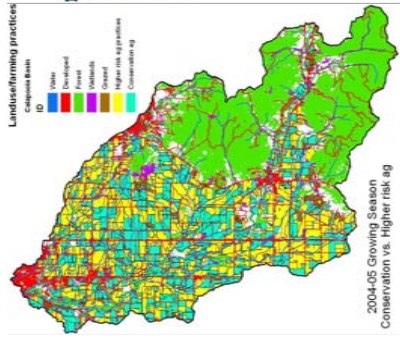 Landuse/farming practices
Calapooia Basin
ID
Water
Developed
Forest
Wetlands
Grazed
Higher risk ag practices
Conservation ag
2004-05 Growing Season
Conservation vs. Higher risk ag